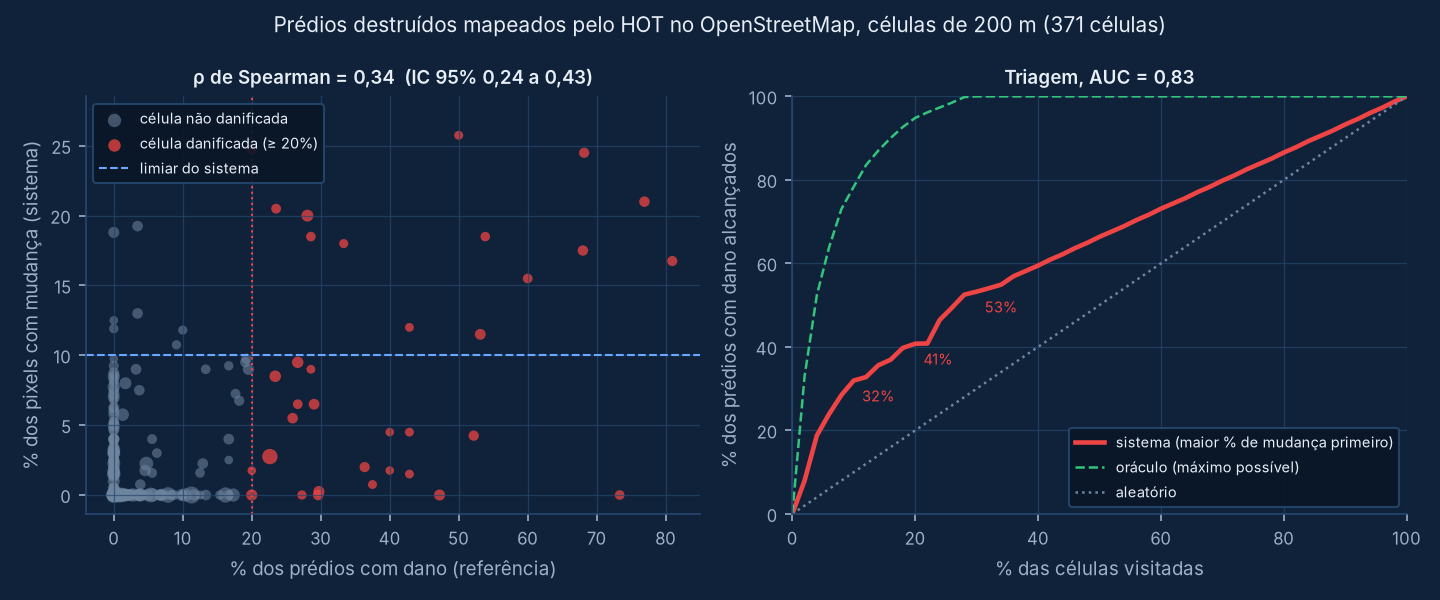 Prédios destruídos mapeados pelo HOT no OpenStreetMap, células de 200 m (371 células)
ρ de Spearman = 0,34 (IC 95% 0,24 a 0,43)
célula não danificada
célula danificada (≥ 20%)
limiar do sistema
% dos pixels com mudança (sistema)
25
20
15
10
5
0
0 10 20 30 40 50 60 70 80
% dos prédios com dano (referência)
Triagem, AUC = 0,83
% dos prédios com dano alcançados
100
80
60
40
20
0
53%
41%
32%
sistema (maior % de mudança primeiro)
oráculo (máximo possível)
aleatório
0 20 40 60 80 100
% das células visitadas